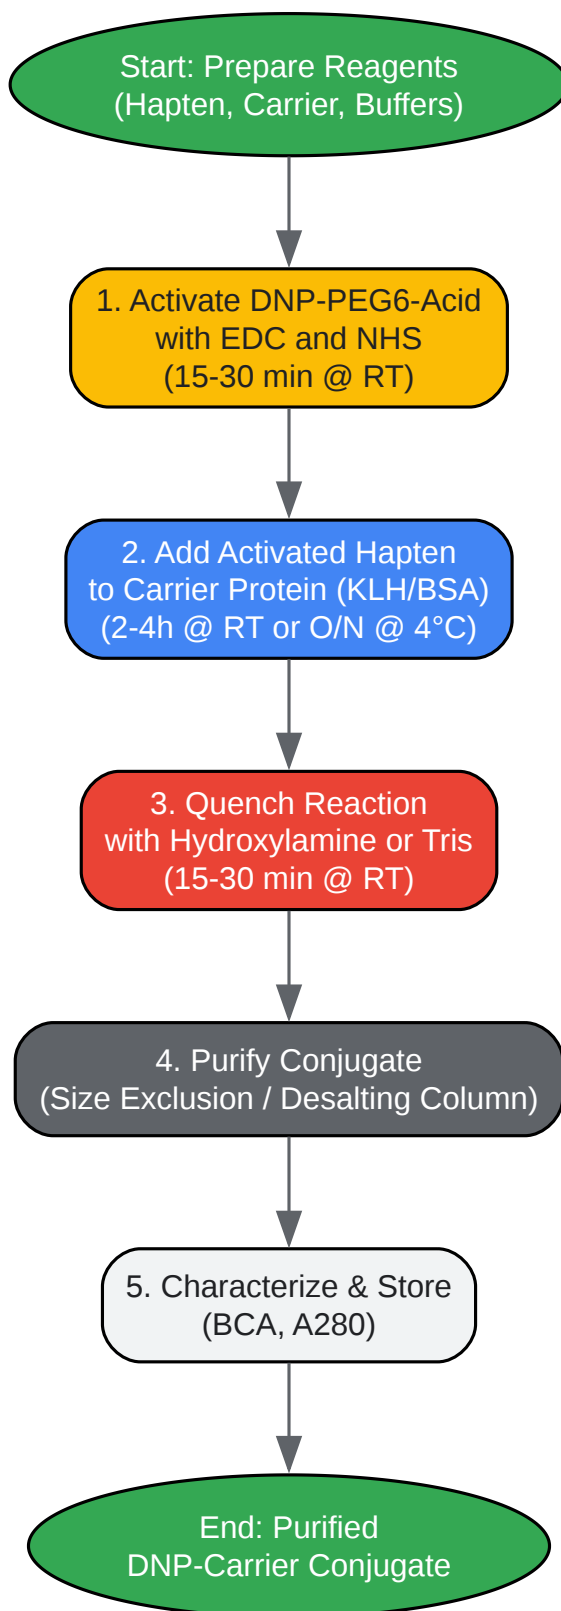 Start: Prepare Reagents
(Hapten, Carrier, Buffers)
1. Activate DNP-PEG6-Acid
with EDC and NHS
(15-30 min @ RT)
2. Add Activated Hapten
to Carrier Protein (KLH/BSA)
(2-4h @ RT or O/N @ 4°C)
3. Quench Reaction
with Hydroxylamine or Tris
(15-30 min @ RT)
4. Purify Conjugate
(Size Exclusion / Desalting Column)
5. Characterize & Store
(BCA, A280)
End: Purified
DNP-Carrier Conjugate